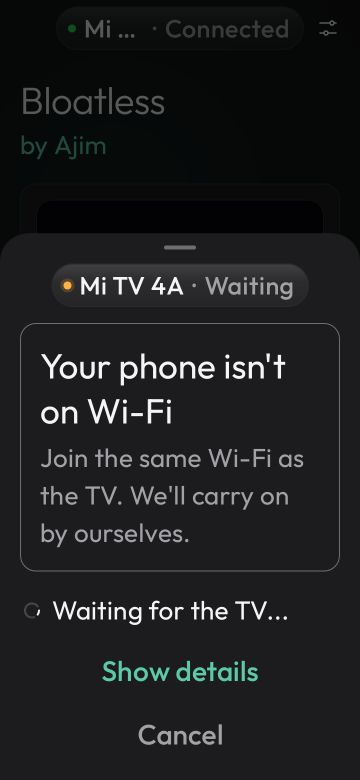 Mi ... · Connected
Bloatless
by Ajim
Mi TV 4A · Waiting
Your phone isn't
on Wi-Fi
Join the same Wi-Fi as
the TV. We'll carry on
by ourselves.
Waiting for the TV...
Show details
Cancel